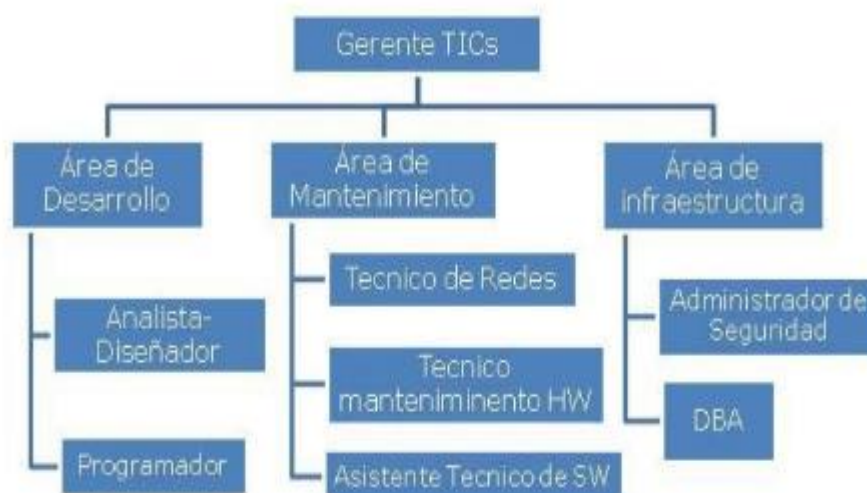 Gerente TICs
Área de
Desarrollo
Analista-
Diseñador
Programador
Área de
Mantenimiento
Tecnico de Redes
Tecnico
manteniminento HW
Asistente Tecnico de SW
Área de
infraestructura
Administrador de
Seguridad
DBA